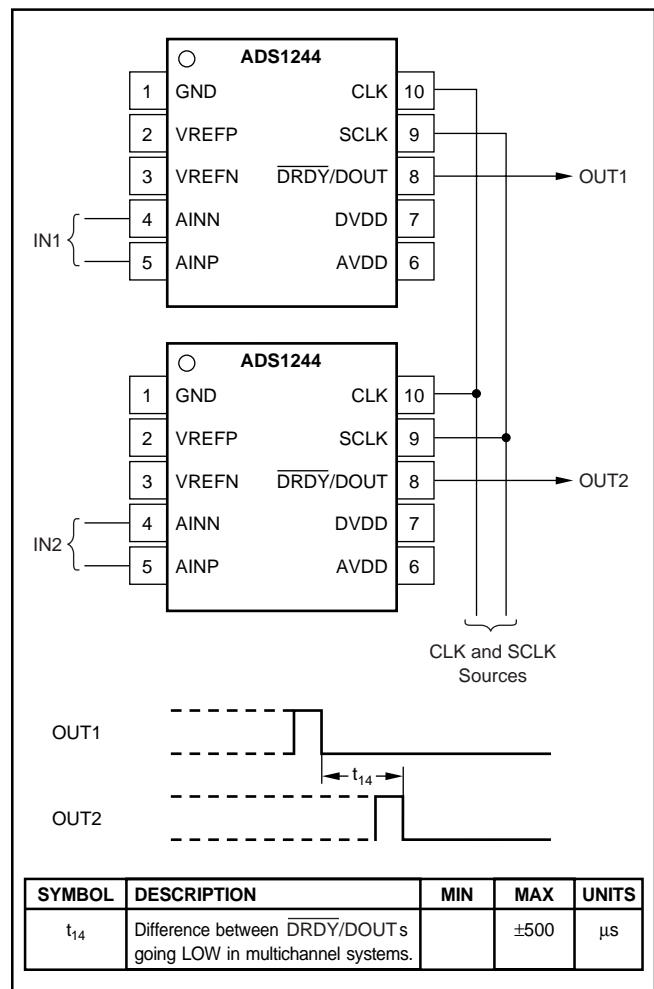 ADS1244
1 GND CLK 10
2 VREFP SCLK 9
3 VREFN DRDY/DOUT 8 OUT1
IN1
4 AINN DVDD 7
5 AINP AVDD 6
ADS1244
1 GND CLK 10
2 VREFP SCLK 9
3 VREFN DRDY/DOUT 8 OUT2
IN2
4 AINN DVDD 7
5 AINP AVDD 6
CLK and SCLK
Sources
OUT1
t14
OUT2
SYMBOL DESCRIPTION MIN MAX UNITS
t14 Difference between DRDY/DOUTs ±500 µs
going LOW in multichannel systems.